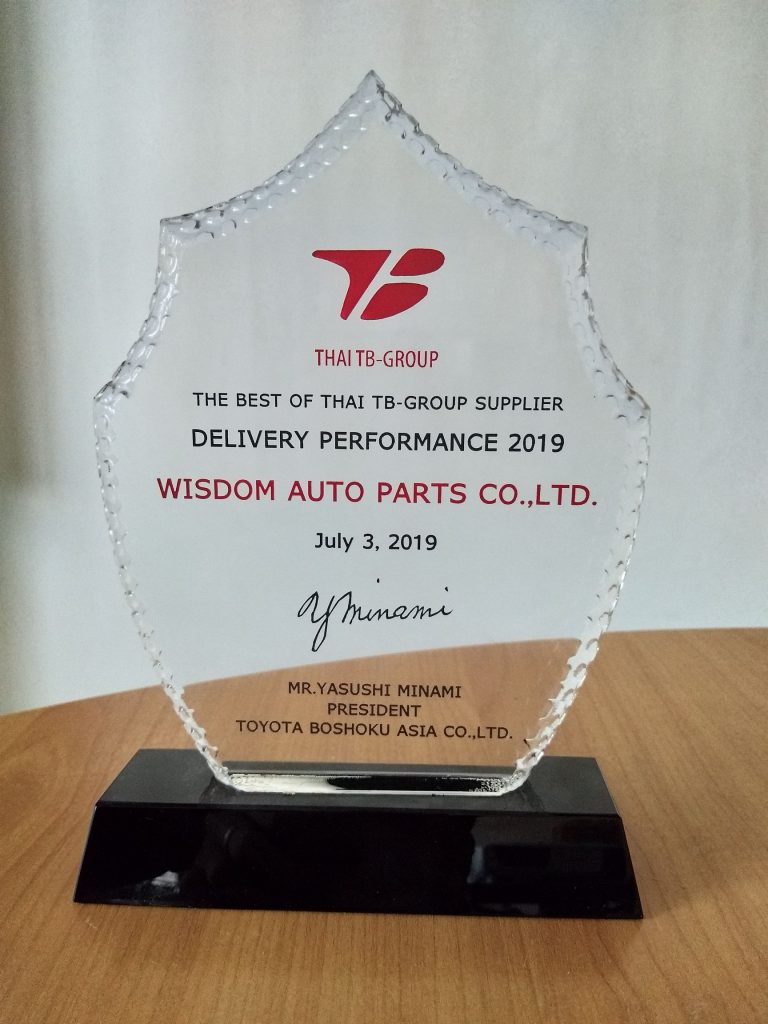 TB
THAI TB-GROUP
THE BEST OF THAI TB-GROUP SUPPLIER
DELIVERY PERFORMANCE 2019
WISDOM AUTO PARTS CO.,LTD.
July 3, 2019
Y Minami
MR.YASUSHI MINAMI
PRESIDENT
TOYOTA BOSHOKU ASIA CO.,LTD.